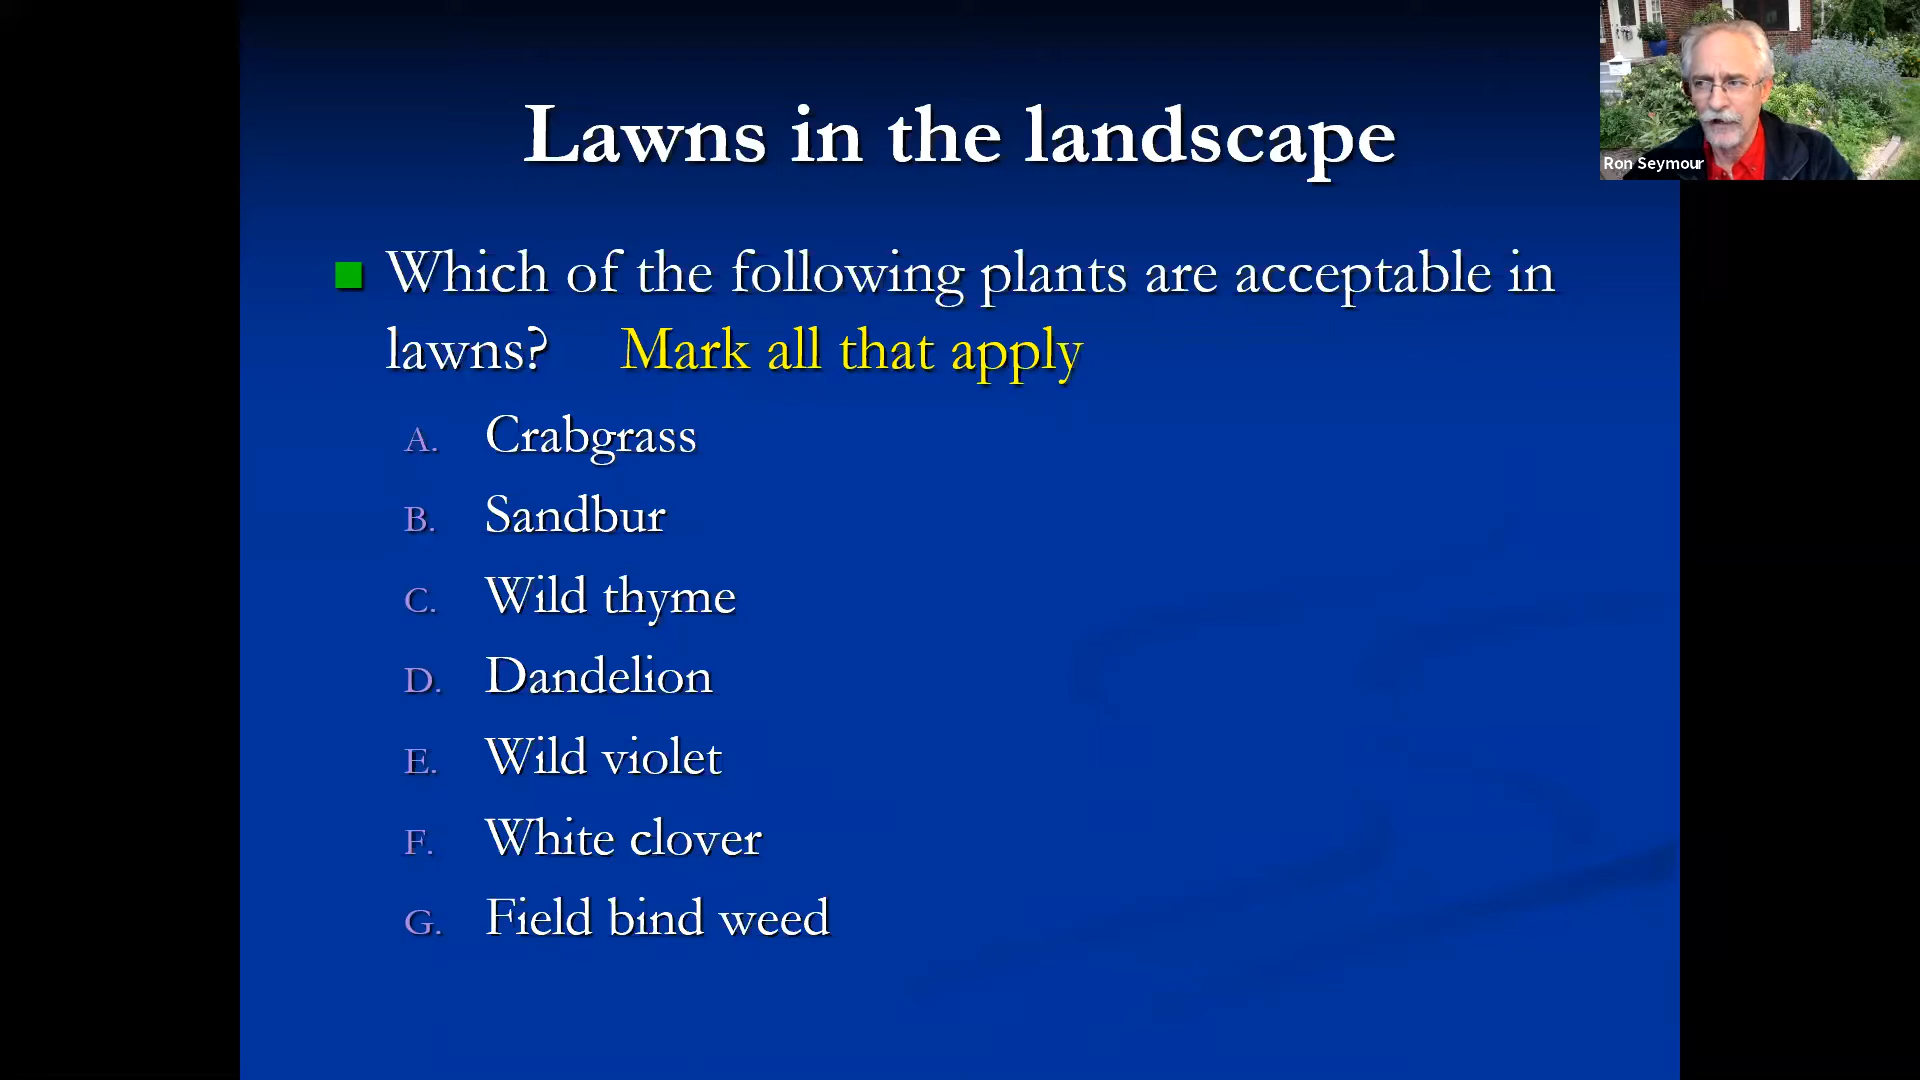 Lawns in the landscape
Which of the following plants are acceptable in
lawns? Mark all that apply
A. Crabgrass
B. Sandbur
C. Wild thyme
D. Dandelion
E. Wild violet
F. White clover
G. Field bind weed
Ron Seymour